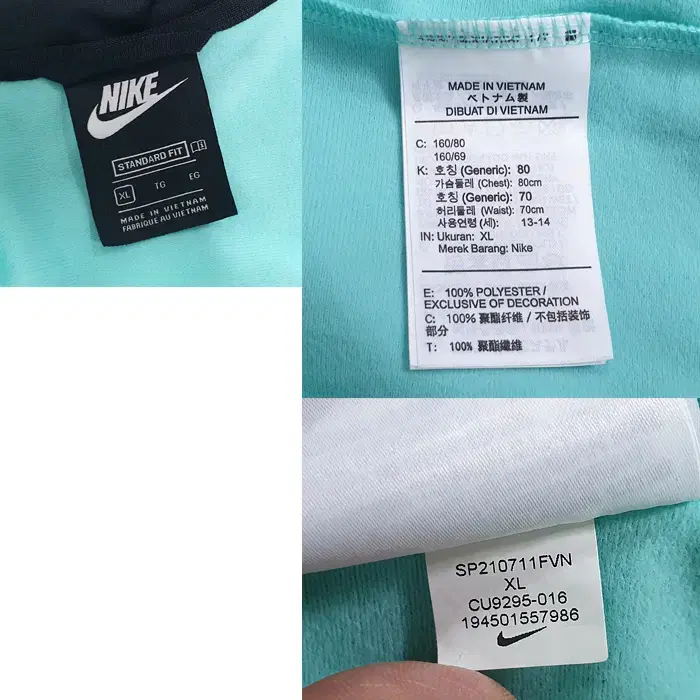 NIKE
STANDARD FIT
XL TG EG
MADE IN VIETNAM
FABRIQUE AU VIETNAM
MADE IN VIETNAM
ベトナム製
DIBUAT DI VIETNAM
C: 160/80
160/69
K: 호칭 (Generic): 80
가슴둘레 (Chest): 80cm
호칭 (Generic): 70
허리둘레 (Waist): 70cm
사용연령 (세): 13-14
IN: Ukuran: XL
Merek Barang: Nike
E: 100% POLYESTER /
EXCLUSIVE OF DECORATION
C: 100% 聚酯纤维 / 不包括装饰
部分
T: 100% 聚酯纖維
SP210711FVN
XL
CU9295-016
194501557986